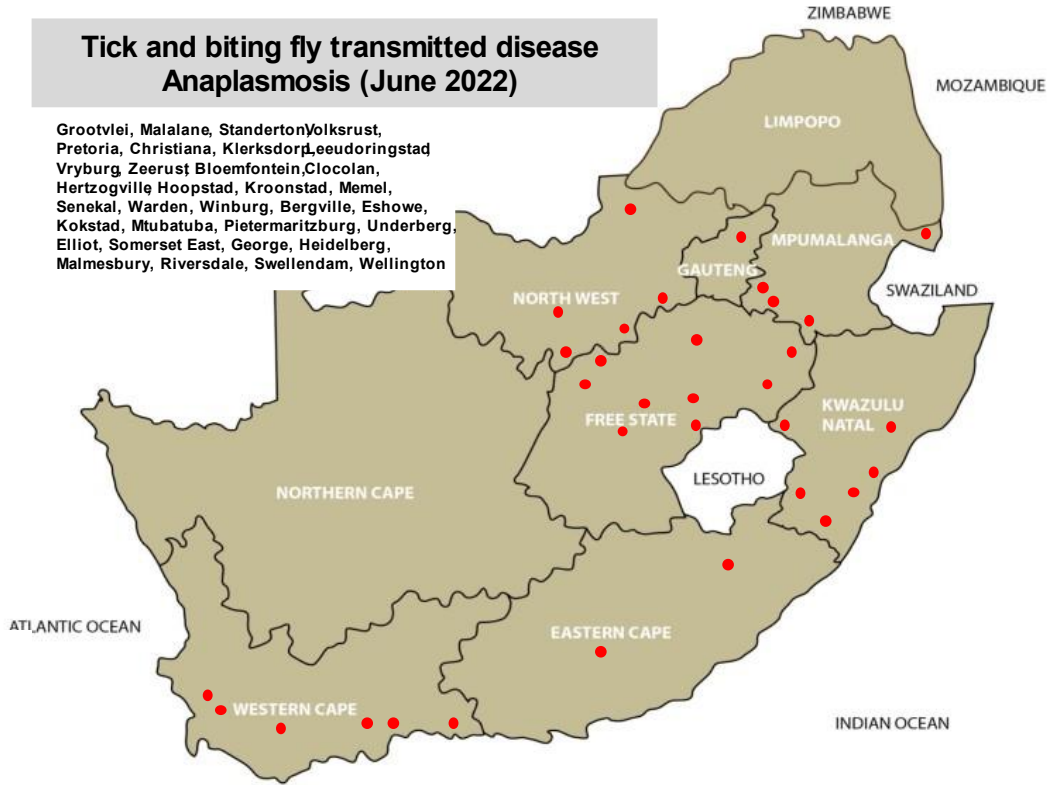 Tick and biting fly transmitted disease
Anaplasmosis (June 2022)
Grootvlei, Malalane, Standerton, Volksrust,
Pretoria, Christiana, Klerksdorp, Leeudoringstad,
Vryburg, Zeerust, Bloemfontein, Clocolan,
Hertzogville, Hoopstad, Kroonstad, Memel,
Senekal, Warden, Winburg, Bergville, Eshowe,
Kokstad, Mtubatuba, Pietermaritzburg, Underberg,
Elliot, Somerset East, George, Heidelberg,
Malmesbury, Riversdale, Swellendam, Wellington
ZIMBABWE
MOZAMBIQUE
LIMPOPO
MPUMALANGA
GAUTENG
SWAZILAND
NORTH WEST
KWAZULU
NATAL
FREE STATE
LESOTHO
NORTHERN CAPE
ATLANTIC OCEAN
EASTERN CAPE
WESTERN CAPE
INDIAN OCEAN